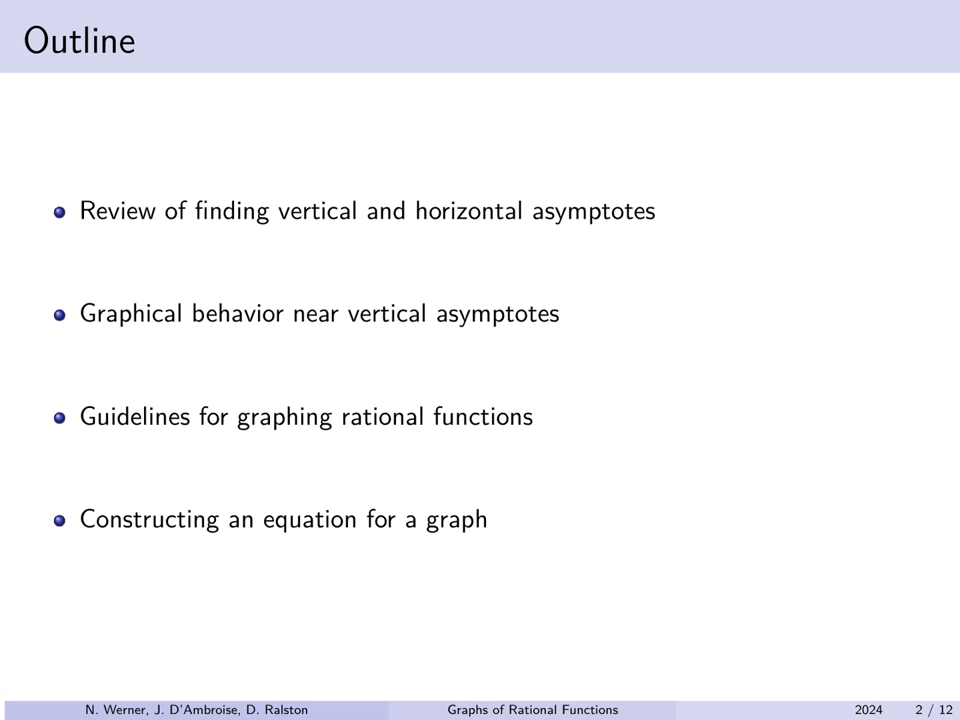 Outline
Review of finding vertical and horizontal asymptotes
Graphical behavior near vertical asymptotes
Guidelines for graphing rational functions
Constructing an equation for a graph
N. Werner, J. D'Ambroise, D. Ralston Graphs of Rational Functions 2024 2 / 12